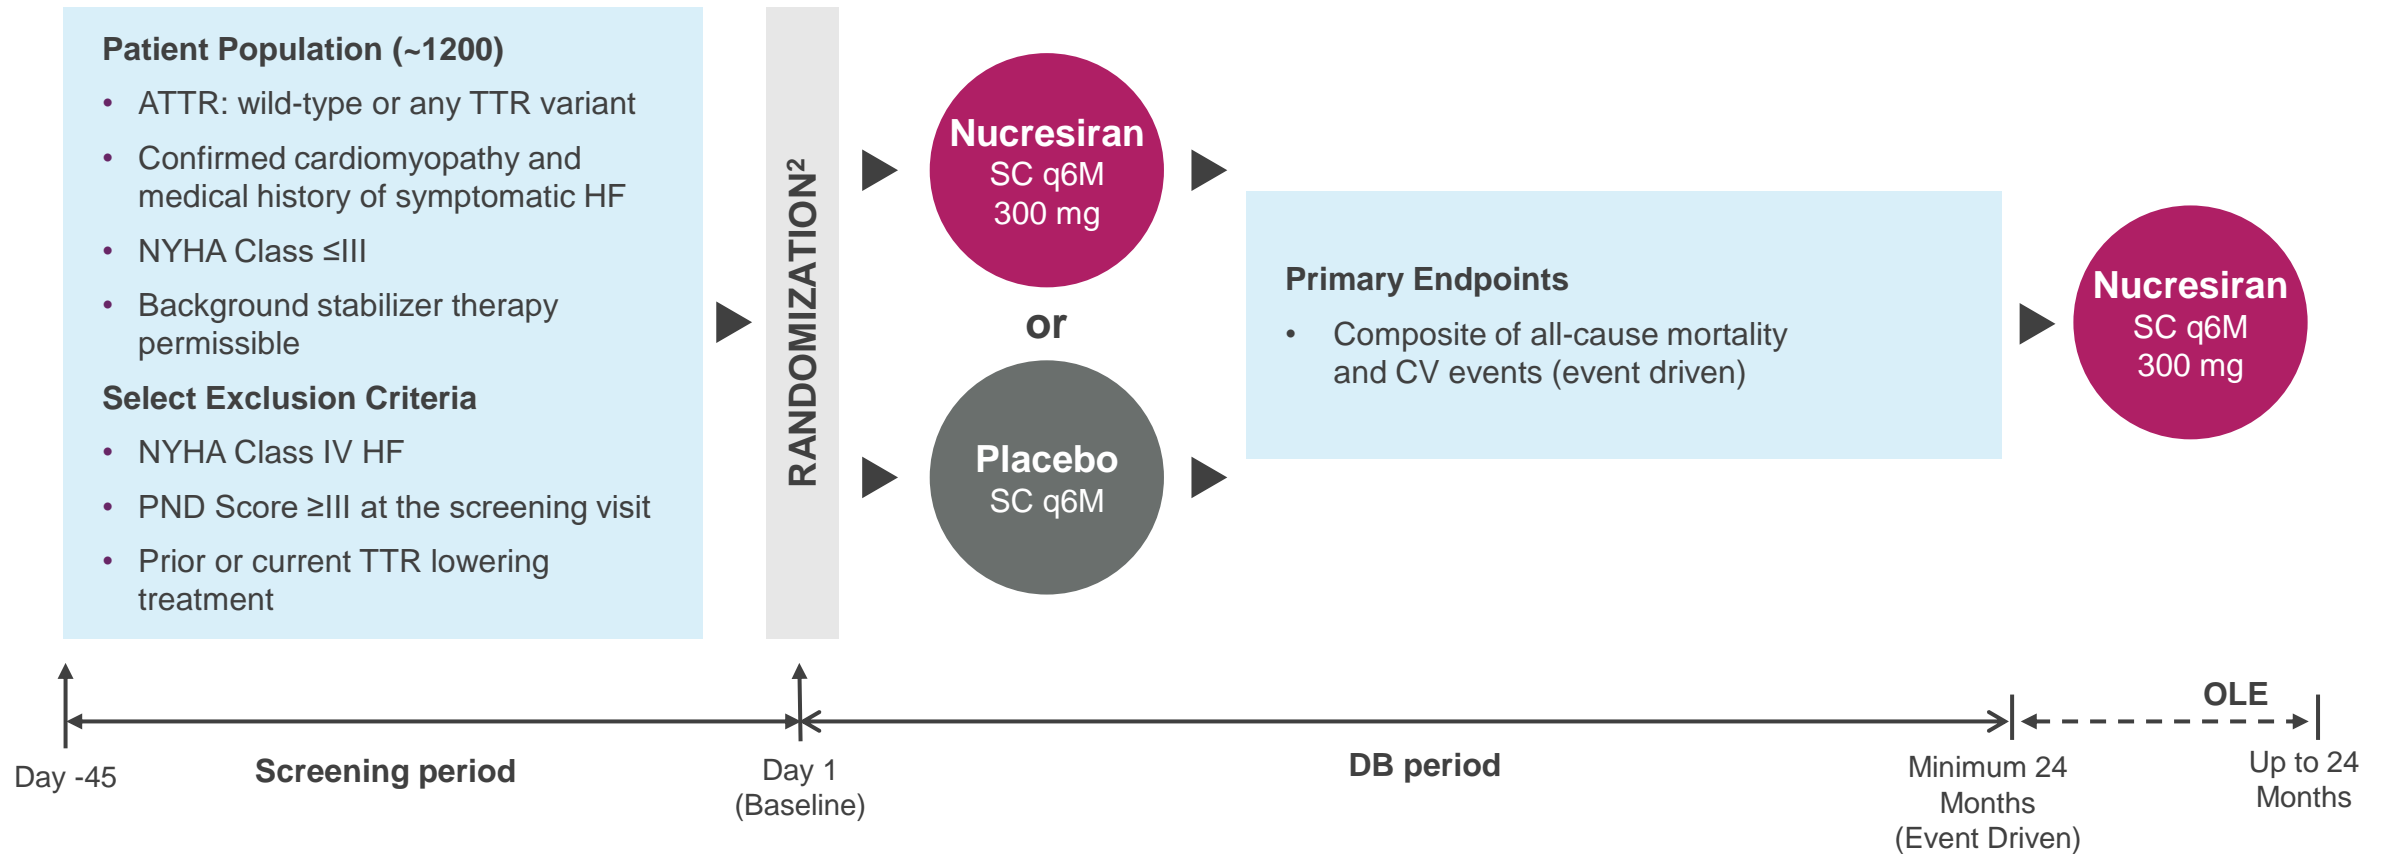 Patient Population (~1200)
• ATTR: wild-type or any TTR variant
• Confirmed cardiomyopathy and
medical history of symptomatic HF
• NYHA Class ≤III
• Background stabilizer therapy
permissible
Select Exclusion Criteria
• NYHA Class IV HF
• PND Score ≥III at the screening visit
• Prior or current TTR lowering
treatment
RANDOMIZATION²
Nucresiran
SC q6M
300 mg
or
Placebo
SC q6M
Primary Endpoints
• Composite of all-cause mortality
and CV events (event driven)
Nucresiran
SC q6M
300 mg
OLE
Day -45
Screening period
Day 1
(Baseline)
DB period
Minimum 24
Months
(Event Driven)
Up to 24
Months